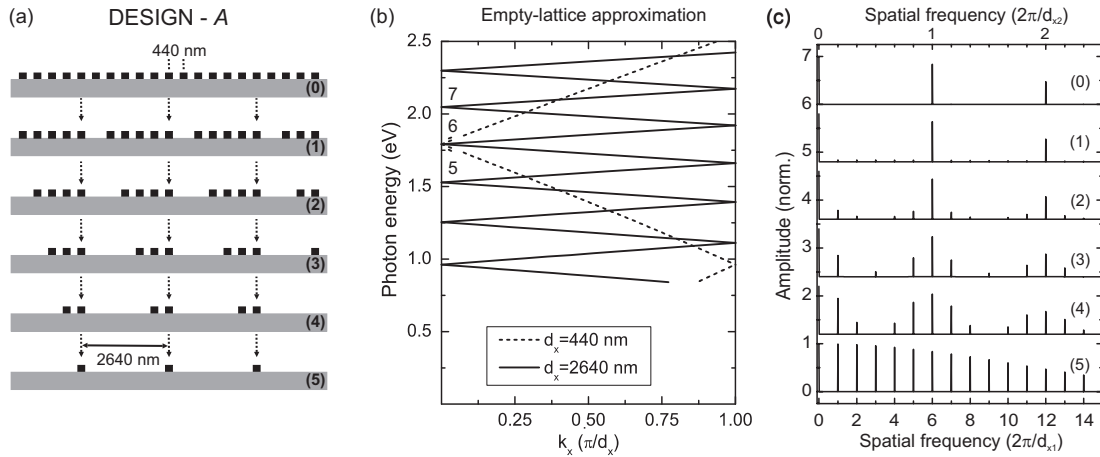 (a)
DESIGN - A
440 nm
(0)
(1)
(2)
(3)
(4)
2640 nm
(5)
(b)
Empty-lattice approximation
Photon energy (eV)
2.5
2.0
1.5
1.0
0.5
7
6
5
d_x=440 nm
d_x=2640 nm
0.25 0.50 0.75 1.00
k_x (π/d_x)
(c)
Spatial frequency (2π/d_x2)
0 1 2
Amplitude (norm.)
7
6
(0)
5
(1)
4
(2)
3
(3)
2
1
(4)
1
0
(5)
0 2 4 6 8 10 12 14
Spatial frequency (2π/d_x1)